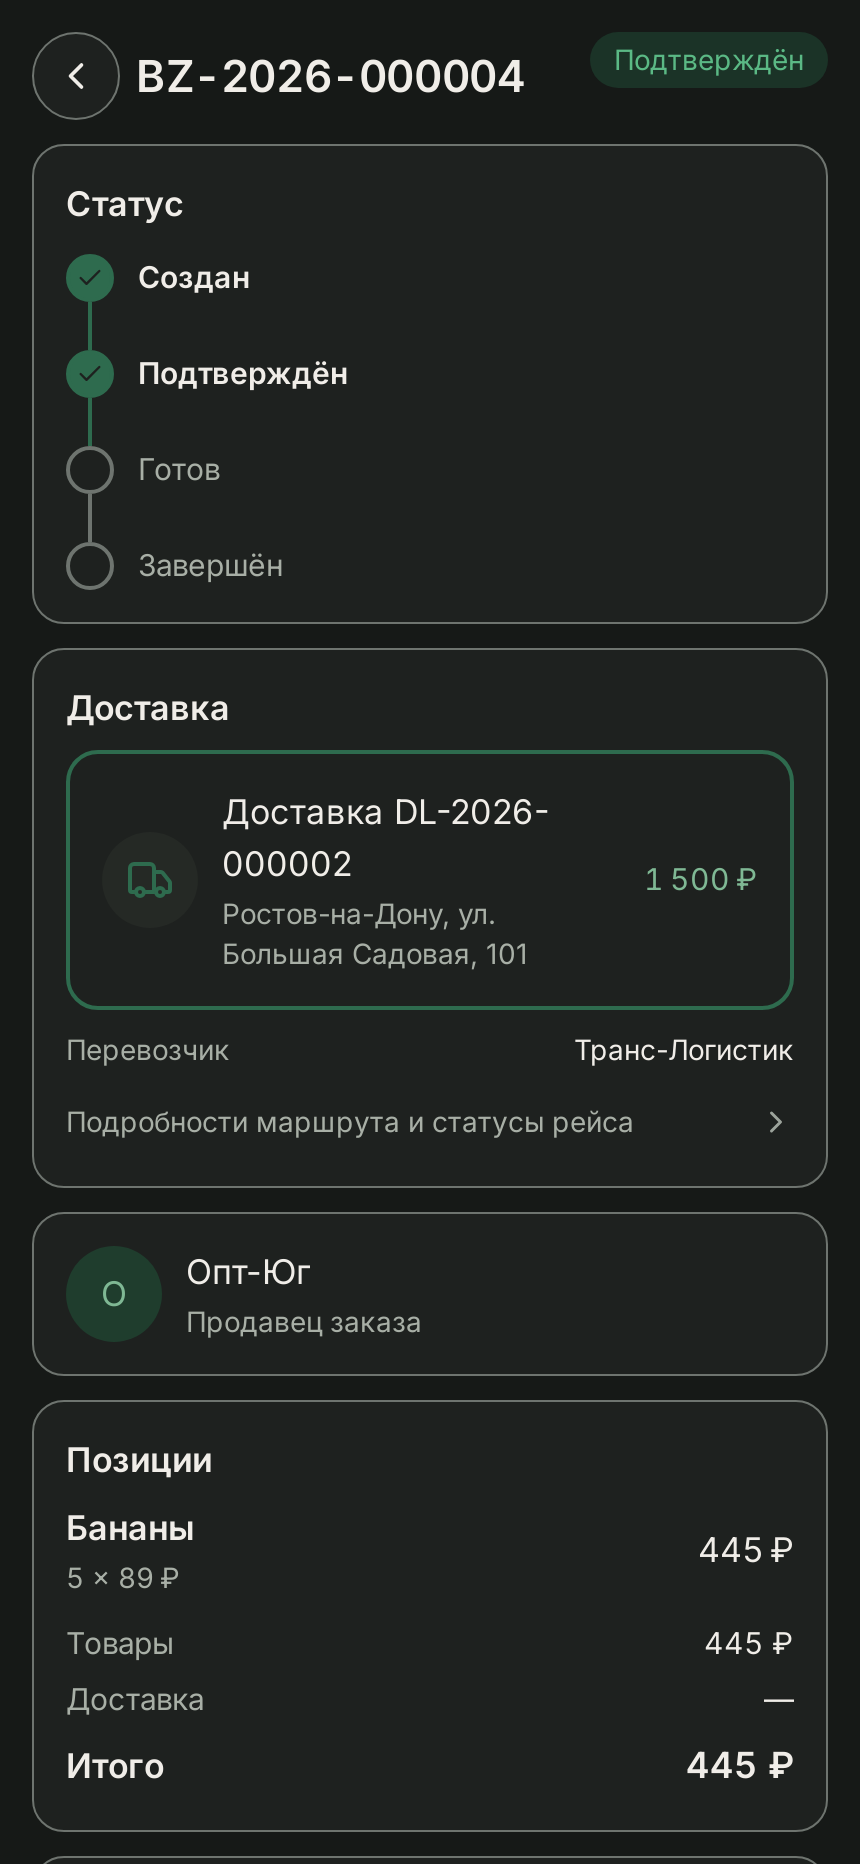 BZ-2026-000004
Подтверждён
Статус
Создан
Подтверждён
Готов
Завершён
Доставка
Доставка DL-2026-
000002
1 500 ₽
Ростов-на-Дону, ул.
Большая Садовая, 101
Перевозчик
Транс-Логистик
Подробности маршрута и статусы рейса
О
Опт-Юг
Продавец заказа
Позиции
Бананы
445 ₽
5 × 89 ₽
Товары
445 ₽
Доставка
—
Итого
445 ₽